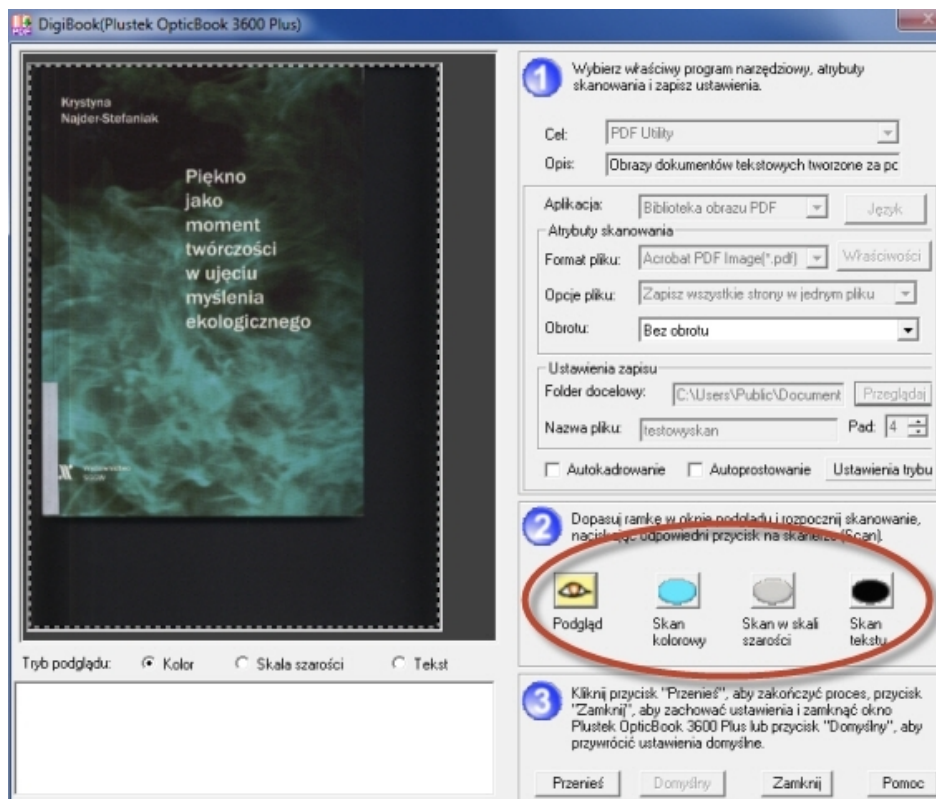 DigiBook(Plustek OpticBook 3600 Plus)
Krystyna
Najder-Stefaniak
Piękno
jako
moment
twórczości
w ujęciu
myślenia
ekologicznego
Tryb podglądu: Kolor Skala szarości Tekst
1 Wybierz właściwy program narzędziowy, atrybuty
skanowania i zapisz ustawienia.
Cel: PDF Utility
Opis: Obrazy dokumentów tekstowych tworzone za pc
Aplikacja: Biblioteka obrazu PDF Język
Atrybuty skanowania
Format pliku: Acrobat PDF Image(*.pdf) Właściwości
Opcje pliku: Zapisz wszystkie strony w jednym pliku
Obrotu: Bez obrotu
Ustawienia zapisu
Folder docelowy: C:\Users\Public\Document Przeglądaj
Nazwa pliku: testowyskan Pad: 4
Autokadrowanie Autoprostowanie Ustawienia trybu
2 Dopasuj ramkę w oknie podglądu i rozpocznij skanowanie,
naciskając odpowiedni przycisk na skanerze (Scan).
Podgląd Skan Skan w skali Skan
kolorowy szarości tekstu
3 Kliknij przycisk "Przenieś", aby zakończyć proces, przycisk
"Zamknij", aby zachować ustawienia i zamknąć okno
Plustek OpticBook 3600 Plus lub przycisk "Domyślny", aby
przywrócić ustawienia domyślne.
Przenieś Domyślny Zamknij Pomoc